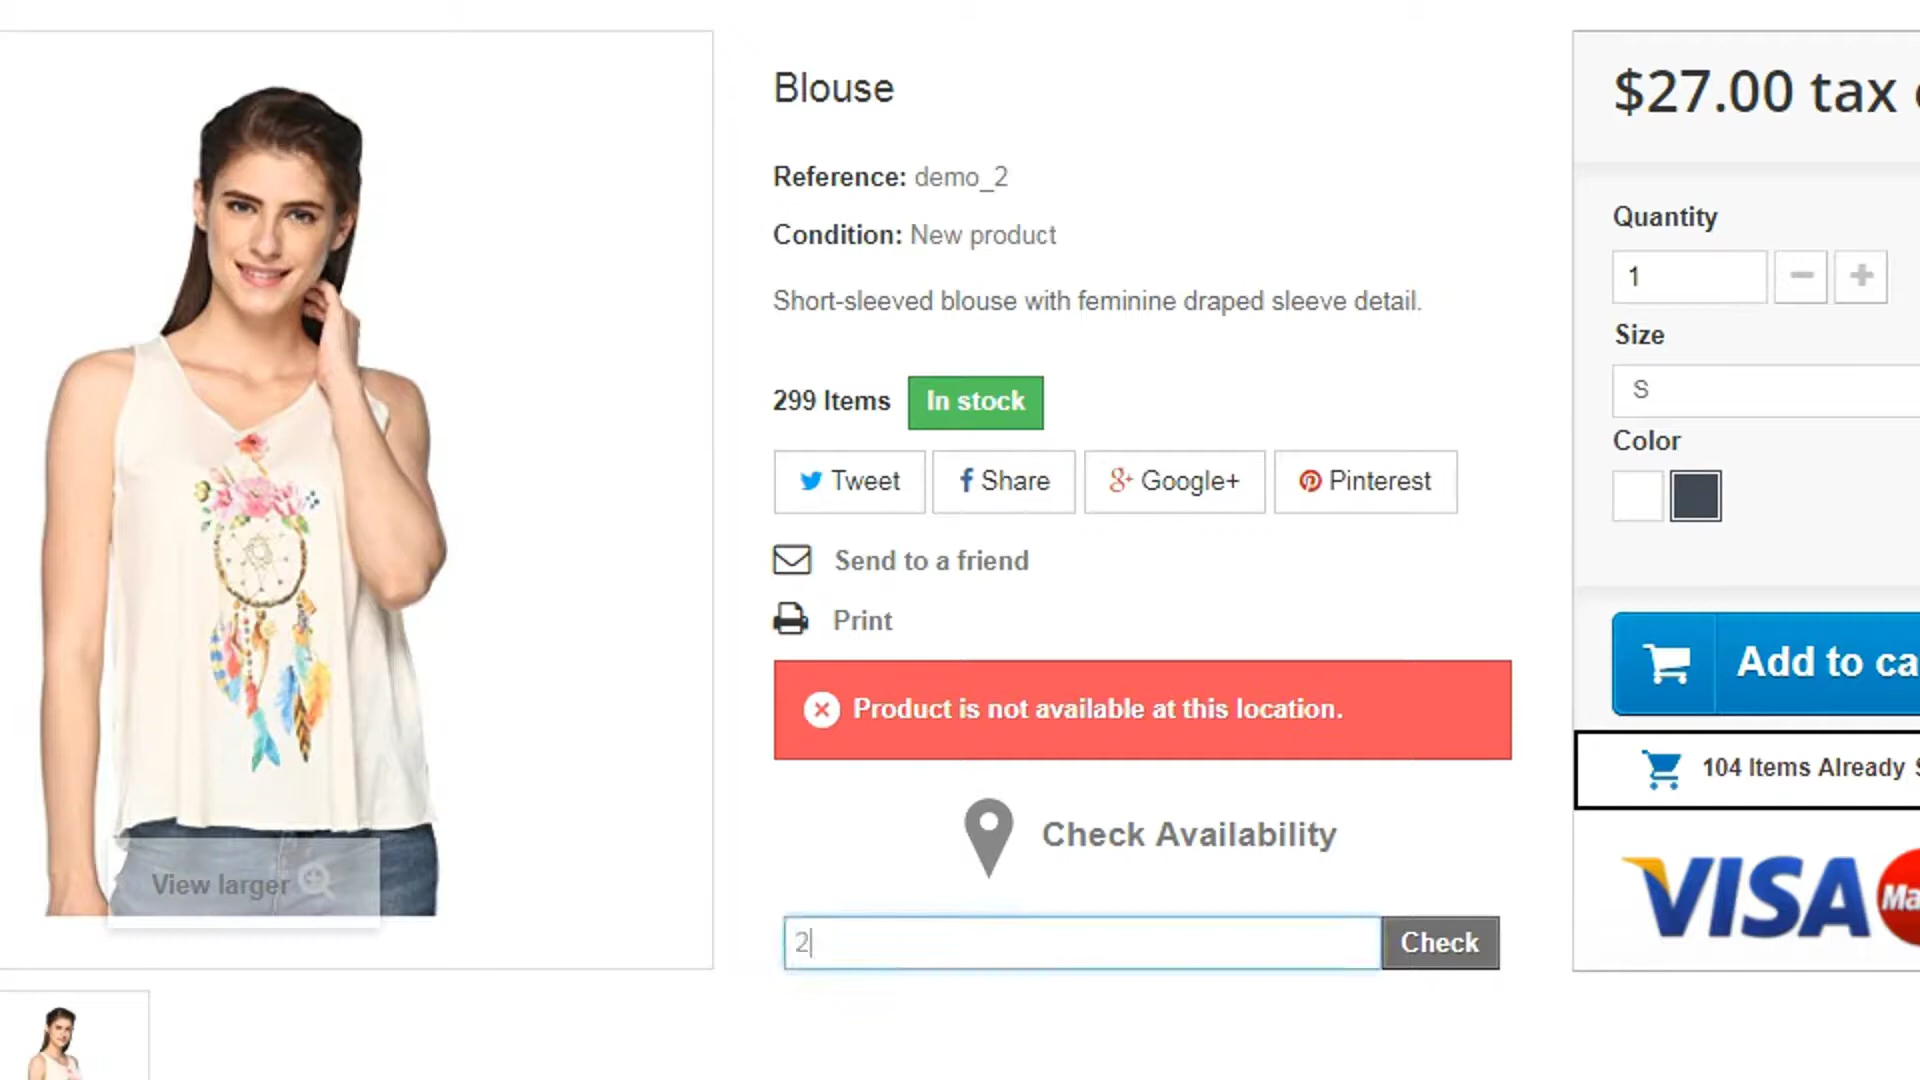 Blouse
Reference: demo_2
Condition: New product
Short-sleeved blouse with feminine draped sleeve detail.
299 Items In stock
Tweet Share Google+ Pinterest
Send to a friend
Print
Product is not available at this location.
Check Availability
2 Check
View larger
$27.00 tax
Quantity
1
Size
S
Color
Add to ca
104 Items Already S
VISA Ma